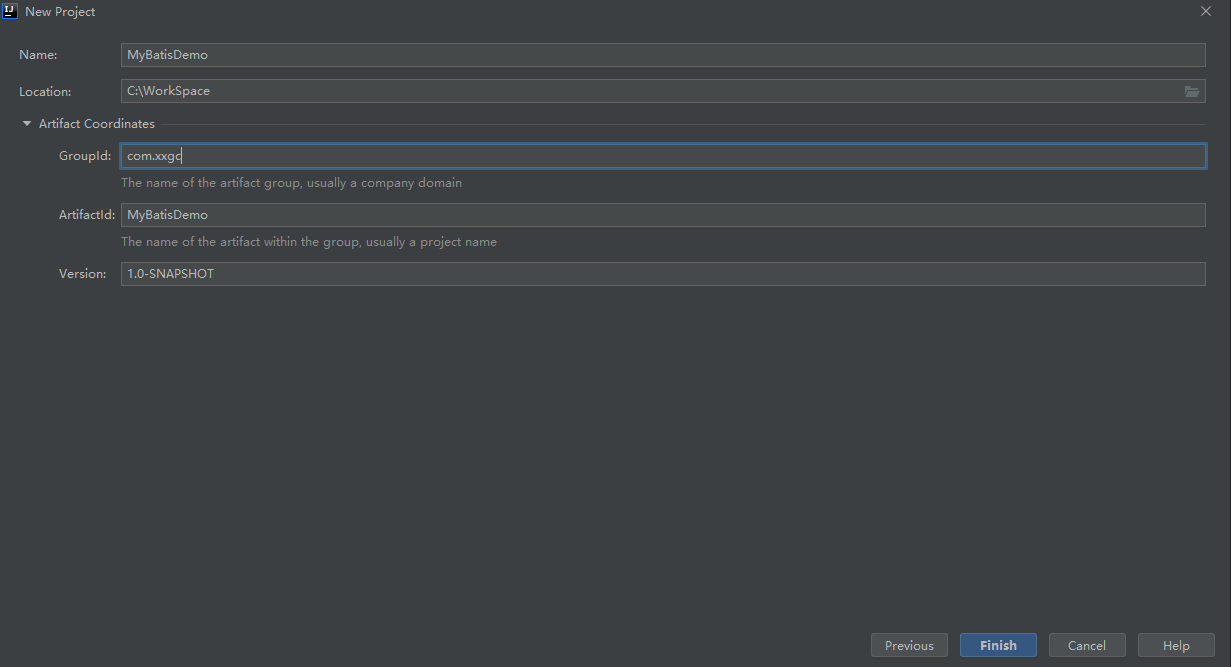 IJ New Project
Name: MyBatisDemo
Location: C:\WorkSpace
Artifact Coordinates
GroupId: com.xxgc
The name of the artifact group, usually a company domain
ArtifactId: MyBatisDemo
The name of the artifact within the group, usually a project name
Version: 1.0-SNAPSHOT
Previous Finish Cancel Help